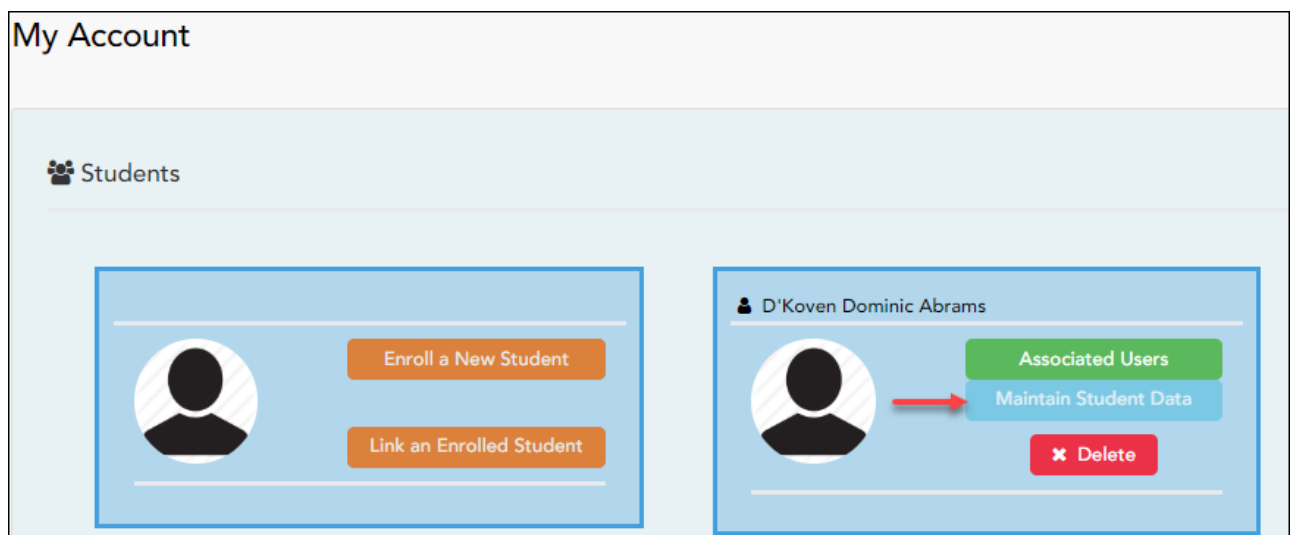 My Account
Students
Enroll a New Student
Link an Enrolled Student
D'Koven Dominic Abrams
Associated Users
Maintain Student Data
Delete